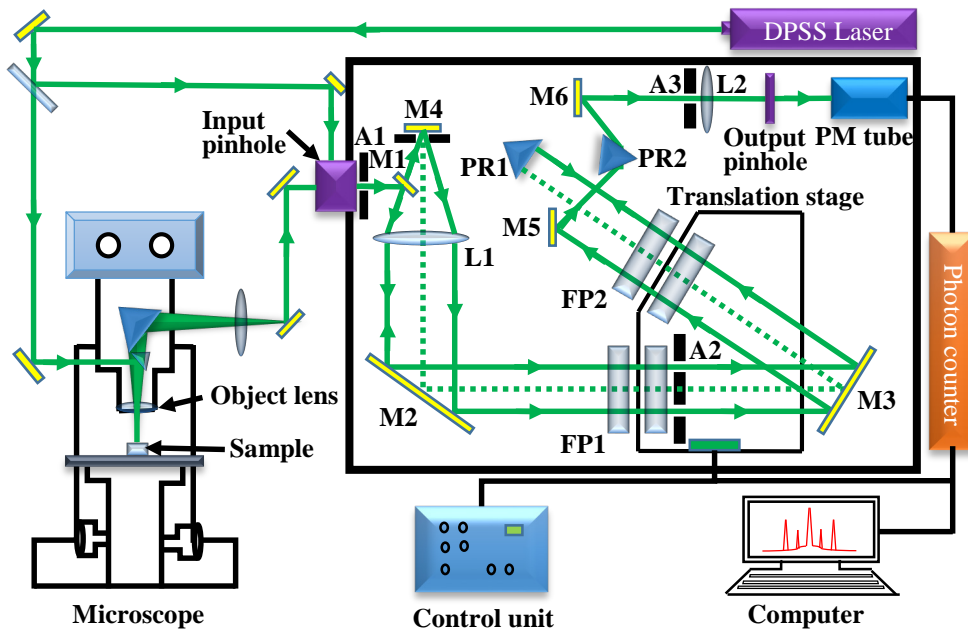 DPSS Laser
M6
A3
L2
Input
pinhole
A1
M4
M1
PR1
PR2
Output
pinhole
PM tube
Translation stage
M5
L1
FP2
Photon counter
A2
M2
M3
Object lens
Sample
FP1
Microscope
Control unit
Computer